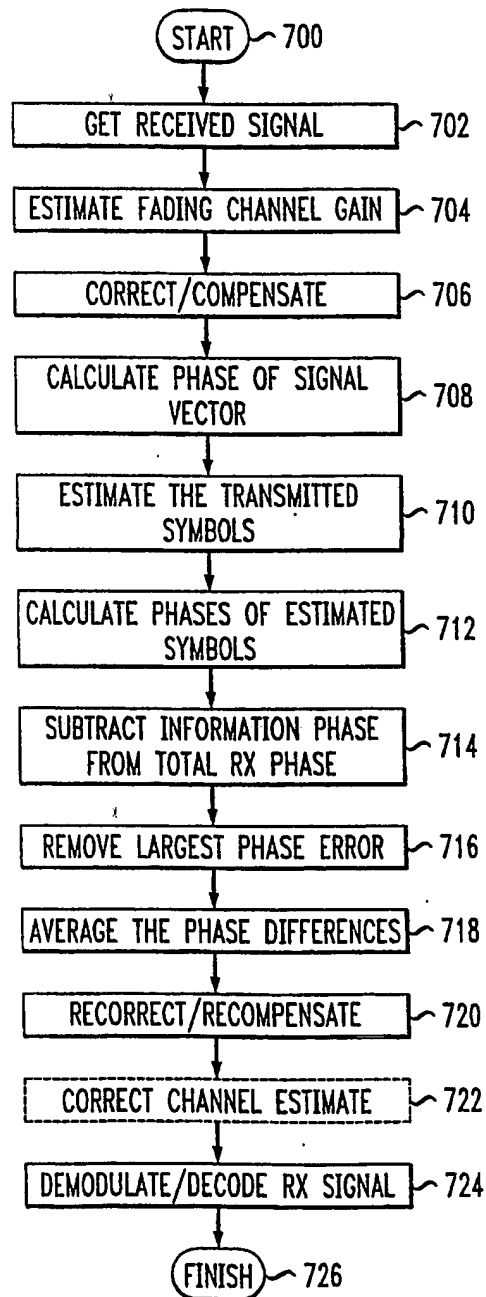 START 700
GET RECEIVED SIGNAL 702
ESTIMATE FADING CHANNEL GAIN 704
CORRECT/COMPENSATE 706
CALCULATE PHASE OF SIGNAL
VECTOR 708
ESTIMATE THE TRANSMITTED
SYMBOLS 710
CALCULATE PHASES OF ESTIMATED
SYMBOLS 712
SUBTRACT INFORMATION PHASE
FROM TOTAL RX PHASE 714
REMOVE LARGEST PHASE ERROR 716
AVERAGE THE PHASE DIFFERENCES 718
RECORRECT/RECOMPENSATE 720
CORRECT CHANNEL ESTIMATE 722
DEMODULATE/DECODE RX SIGNAL 724
FINISH 726